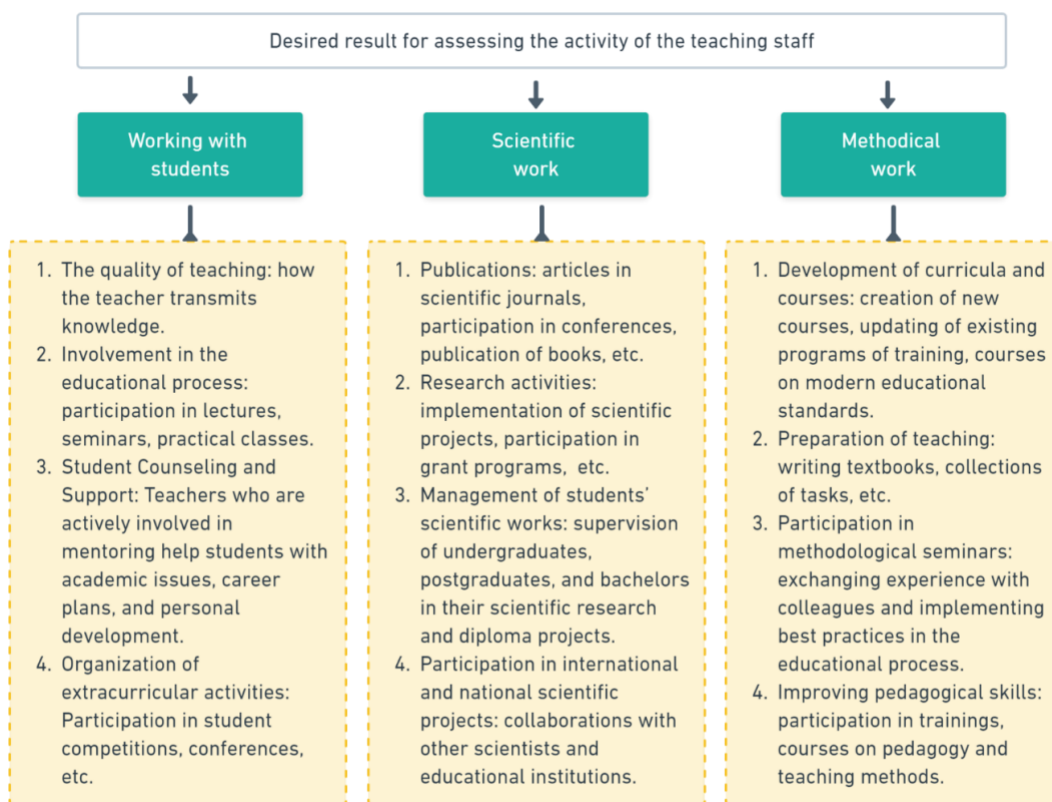 Desired result for assessing the activity of the teaching staff
Working with
students
Scientific
work
Methodical
work
1. The quality of teaching: how
the teacher transmits
knowledge.
2. Involvement in the
educational process:
participation in lectures,
seminars, practical classes.
3. Student Counseling and
Support: Teachers who are
actively involved in
mentoring help students with
academic issues, career
plans, and personal
development.
4. Organization of
extracurricular activities:
Participation in student
competitions, conferences,
etc.
1. Publications: articles in
scientific journals,
participation in conferences,
publication of books, etc.
2. Research activities:
implementation of scientific
projects, participation in
grant programs, etc.
3. Management of students'
scientific works: supervision
of undergraduates,
postgraduates, and bachelors
in their scientific research
and diploma projects.
4. Participation in international
and national scientific
projects: collaborations with
other scientists and
educational institutions.
1. Development of curricula and
courses: creation of new
courses, updating of existing
programs of training, courses
on modern educational
standards.
2. Preparation of teaching:
writing textbooks, collections
of tasks, etc.
3. Participation in
methodological seminars:
exchanging experience with
colleagues and implementing
best practices in the
educational process.
4. Improving pedagogical skills:
participation in trainings,
courses on pedagogy and
teaching methods.